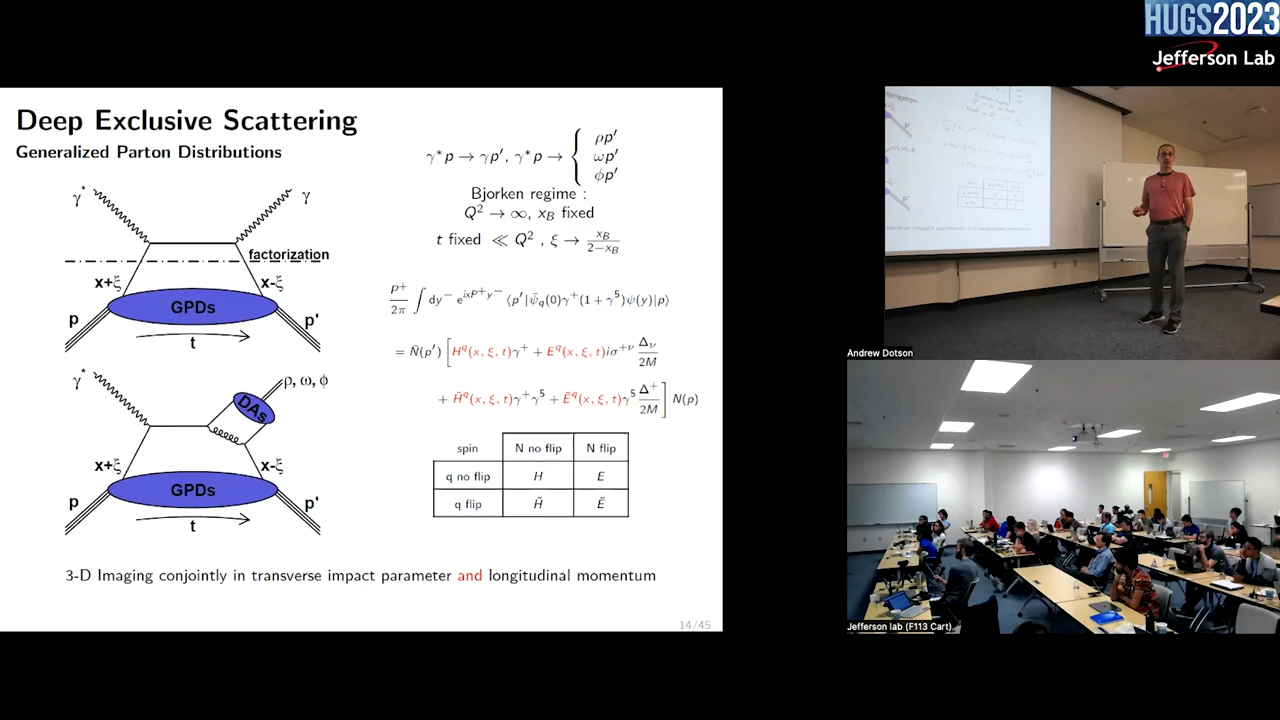 HUGS2023
Jefferson Lab
Deep Exclusive Scattering
Generalized Parton Distributions
γ* γ
factorization
x+ξ x-ξ
GPDs
p p'
t
γ* ρ, ω, ϕ
DAs
x+ξ x-ξ
GPDs
p p'
t
γ*p → γp′, γ*p → { ρp′ ωp′ ϕp′
Bjorken regime :
Q² → ∞, x_B fixed
t fixed ≪ Q² , ξ → x_B/(2−x_B)
P⁺/2π ∫ dy⁻ e^{ixP⁺y⁻} ⟨p′|ψ̄_q(0)γ⁺(1 + γ⁵)ψ(y)|p⟩
= N̄(p′) [ H^q(x, ξ, t)γ⁺ + E^q(x, ξ, t)iσ^{+ν} Δ_ν/2M
+ H̃^q(x, ξ, t)γ⁺γ⁵ + Ẽ^q(x, ξ, t)γ⁵ Δ⁺/2M ] N(p)
spin N no flip N flip
q no flip H E
q flip H̃ Ẽ
3-D Imaging conjointly in transverse impact parameter and longitudinal momentum
14/45
Andrew Dotson
Jefferson lab (F113 Cart)